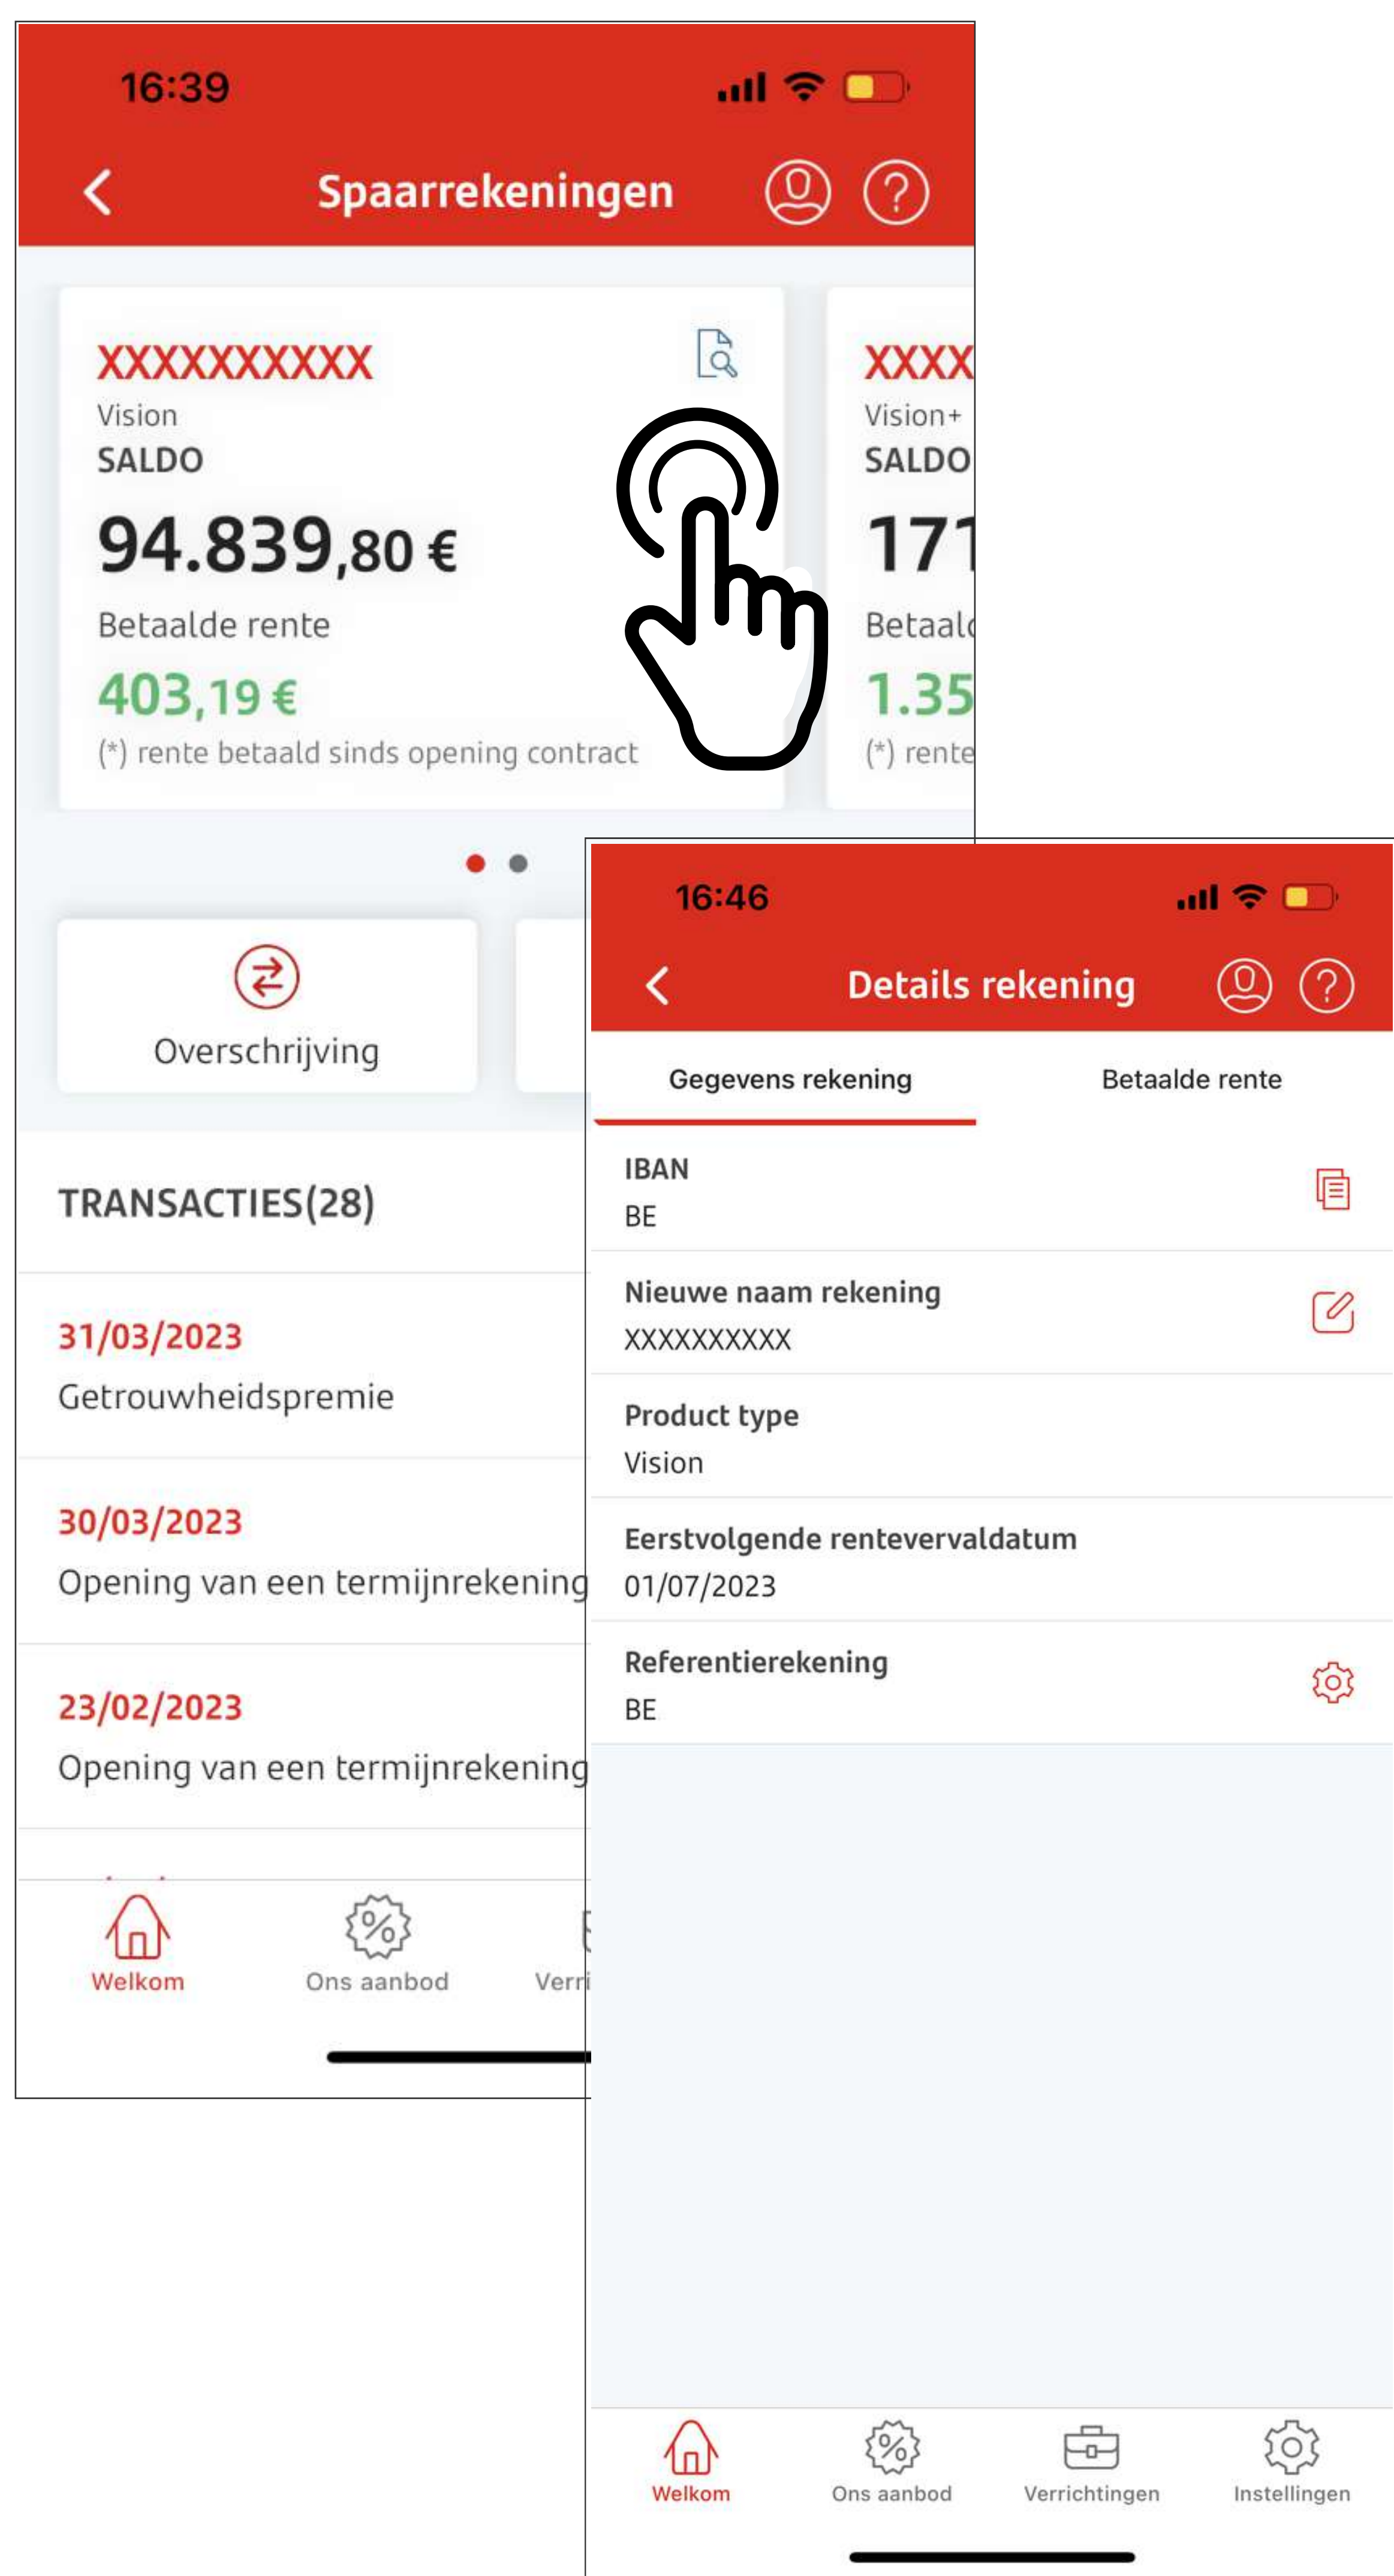 16:39
Spaarrekeningen
XXXXXXXXXX
Vision
SALDO
94.839,80 €
Betaalde rente
403,19 €
(*) rente betaald sinds opening contract
XXXX
Vision+
SALDO
171
Betaald
1.35
(*) rente
Overschrijving
TRANSACTIES(28)
31/03/2023
Getrouwheidspremie
30/03/2023
Opening van een termijnrekening
23/02/2023
Opening van een termijnrekening
Welkom
Ons aanbod
Verri
16:46
Details rekening
Gegevens rekening
Betaalde rente
IBAN
BE
Nieuwe naam rekening
XXXXXXXXXX
Product type
Vision
Eerstvolgende rentevervaldatum
01/07/2023
Referentierekening
BE
Welkom
Ons aanbod
Verrichtingen
Instellingen